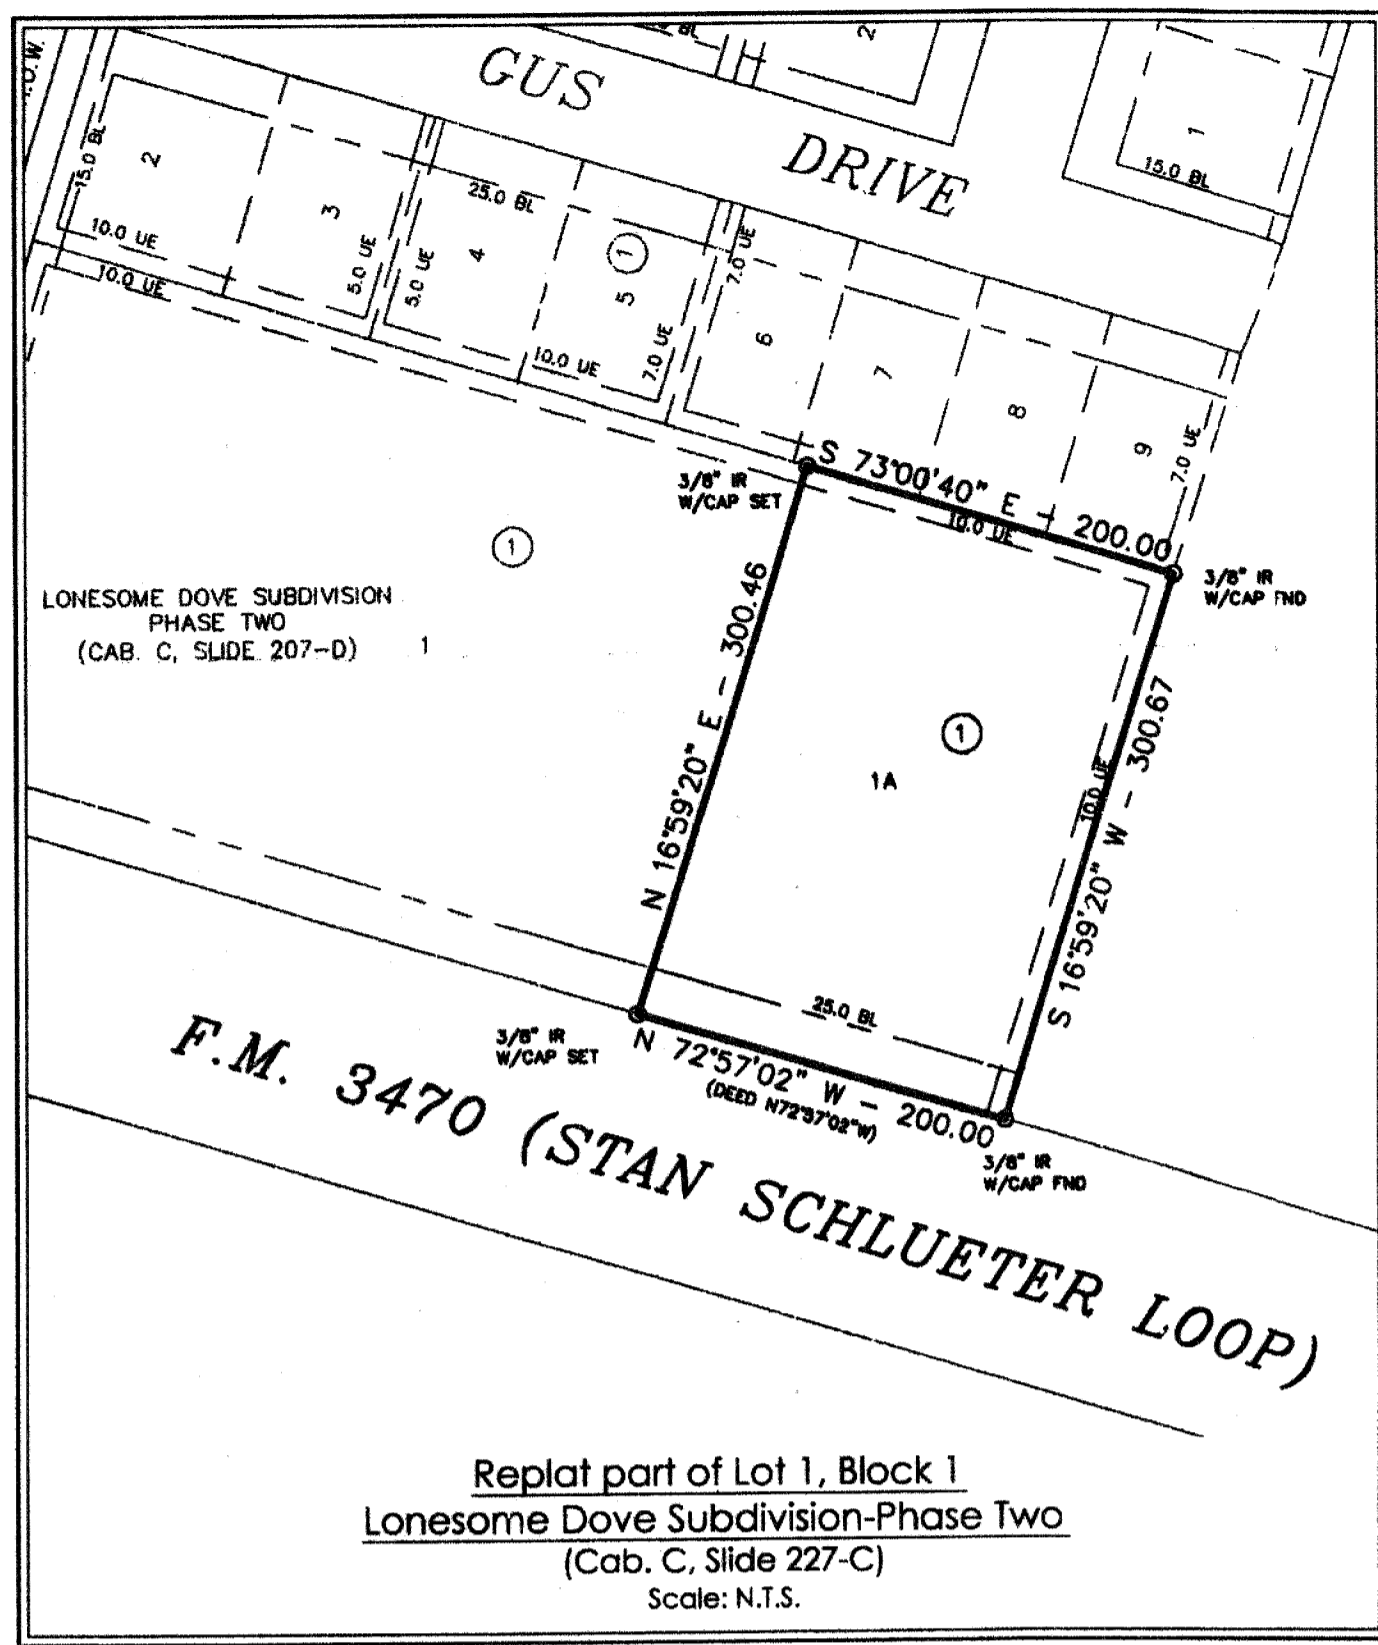 BL
2
GUS
DRIVE
1
15.0 BL
15.0 BL
2
10.0 UE
10.0 UE
3
5.0 UE
5.0 UE
25.0 BL
4
1
5
10.0 UE
7.0 UE
7.0 UE
6
7
8
9
7.0 UE
3/8" IR
W/CAP SET
S 73°00'40" E - 200.00
10.0 UE
3/8" IR
W/CAP FND
1
LONESOME DOVE SUBDIVISION
PHASE TWO
(CAB. C, SLIDE 207-D)
1
N 16°59'20" E - 300.46
1
1A
10.0 UE
S 16°59'20" W - 300.67
25.0 BL
3/8" IR
W/CAP SET
N 72°57'02" W - 200.00
(DEED N72°57'02"W)
3/8" IR
W/CAP FND
F.M. 3470 (STAN SCHLUETER LOOP)
Replat part of Lot 1, Block 1
Lonesome Dove Subdivision-Phase Two
(Cab. C, Slide 227-C)
Scale: N.T.S.